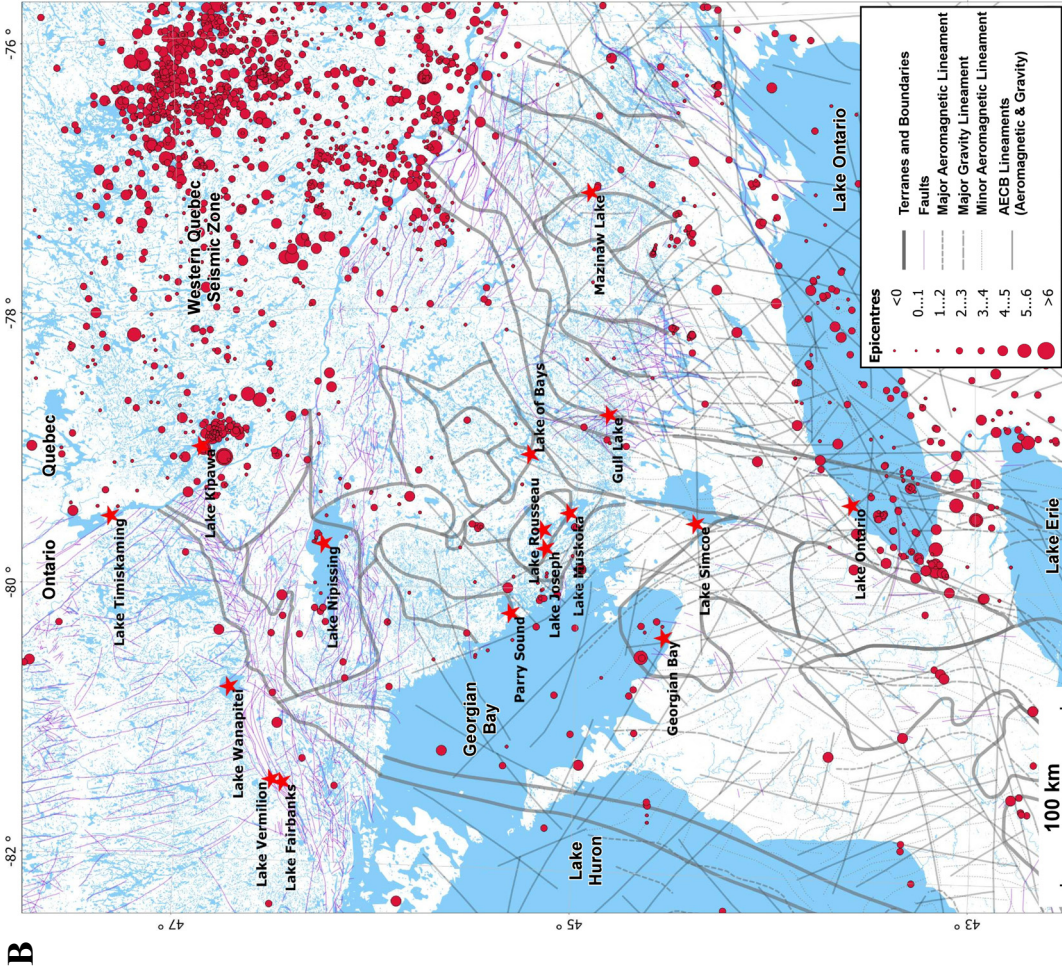 B
-76 °
-78 °
-80 °
-82 °
47 °
45 °
43 °
Ontario
Quebec
Western Quebec
Seismic Zone
Lake Timiskaming
Lake Kipawa
Lake Wanapitei
Lake Vermilion
Lake Fairbanks
Lake Nipissing
Georgian
Bay
Parry Sound
Lake Rousseau
Lake Joseph
Lake Muskoka
Lake of Bays
Gull Lake
Mazinaw Lake
Lake
Huron
Georgian Bay
Lake Simcoe
Lake Ontario
Lake Ontario
Lake Erie
100 km
Epicentres
<0
0...1
1...2
2...3
3...4
4...5
5...6
>6
Terranes and Boundaries
Faults
Major Aeromagnetic Lineament
Major Gravity Lineament
Minor Aeromagnetic Lineament
AECB Lineaments
(Aeromagnetic & Gravity)